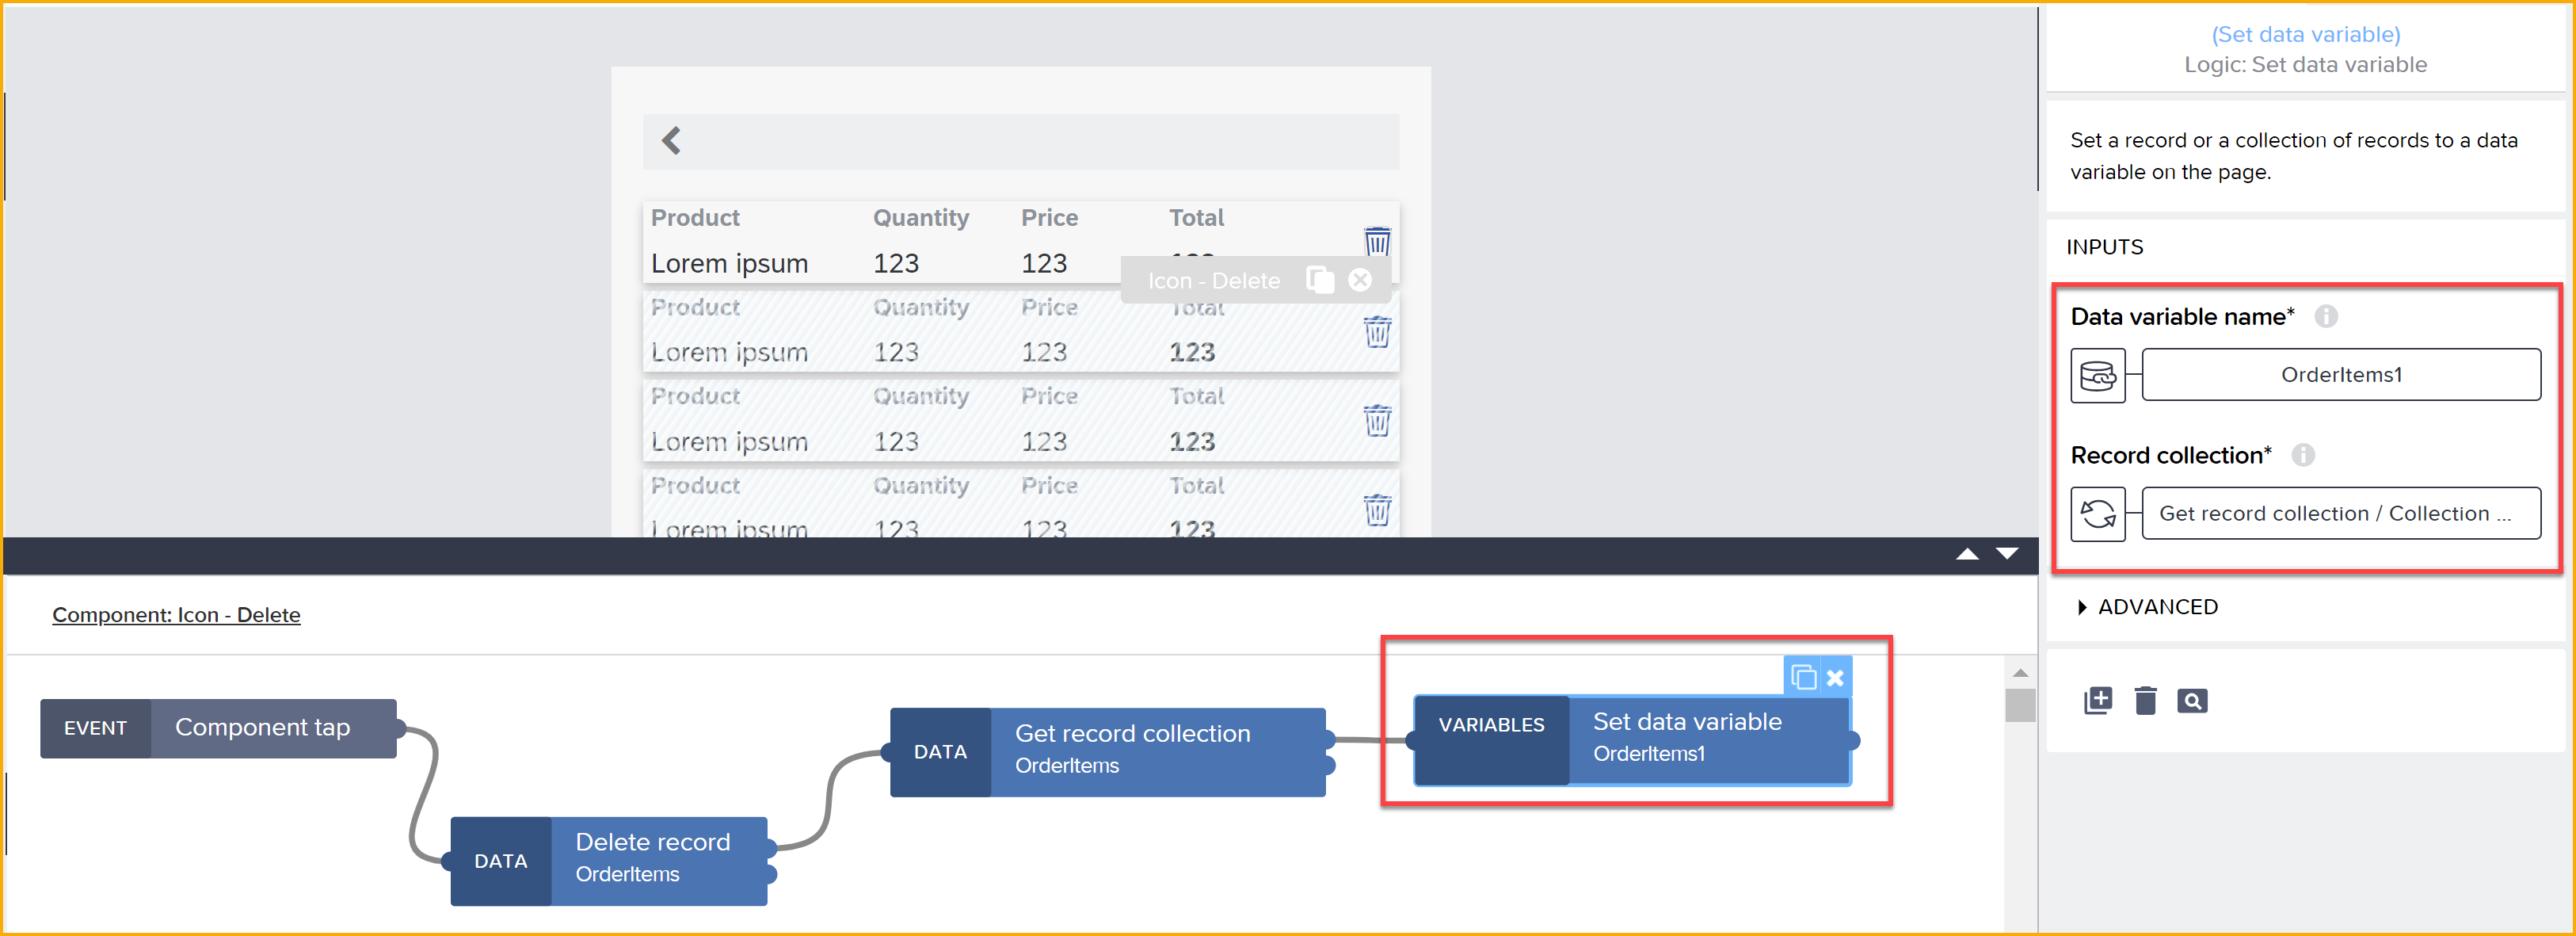 Product Quantity Price Total
Lorem ipsum 123 123 123
Icon - Delete
Product Quantity Price Total
Lorem ipsum 123 123 123
Product Quantity Price Total
Lorem ipsum 123 123 123
Product Quantity Price Total
Lorem ipsum 123 123 123
Component: Icon - Delete
EVENT Component tap
DATA Delete record
OrderItems
DATA Get record collection
OrderItems
VARIABLES Set data variable
OrderItems1
(Set data variable)
Logic: Set data variable
Set a record or a collection of records to a data
variable on the page.
INPUTS
Data variable name*
OrderItems1
Record collection*
Get record collection / Collection ...
ADVANCED